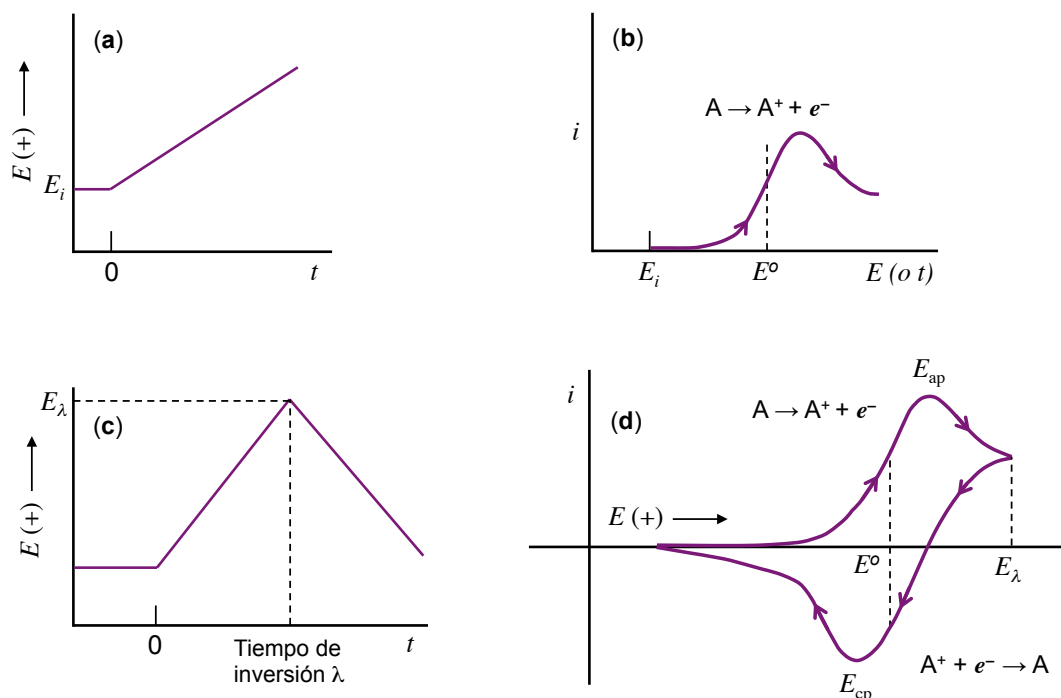 (a)
E (+)
E_i
0
t
(b)
A → A⁺ + e⁻
i
E_i
E^o
E (o t)
(c)
E_λ
E (+)
0
t
Tiempo de
inversión λ
(d)
i
E_ap
A → A⁺ + e⁻
E (+)
E^o
E_λ
E_cp
A⁺ + e⁻ → A